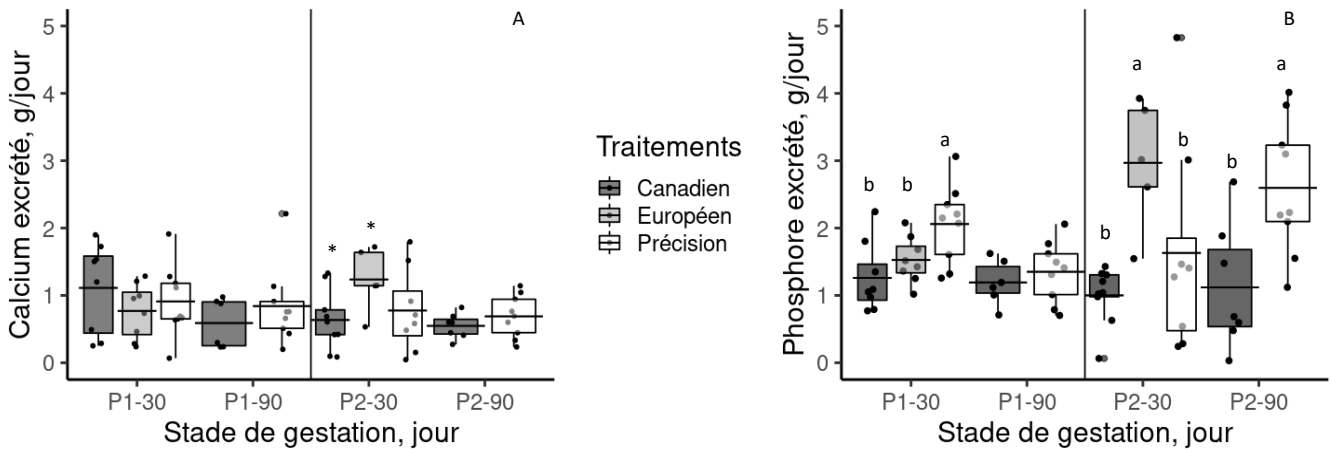 A
5
4
3
2
1
0
Calcium excrété, g/jour
*
*
P1-30 P1-90 P2-30 P2-90
Stade de gestation, jour
Traitements
Canadien
Européen
Précision
B
5
4
3
2
1
0
Phosphore excrété, g/jour
b
b
a
b
a
b
b
a
P1-30 P1-90 P2-30 P2-90
Stade de gestation, jour